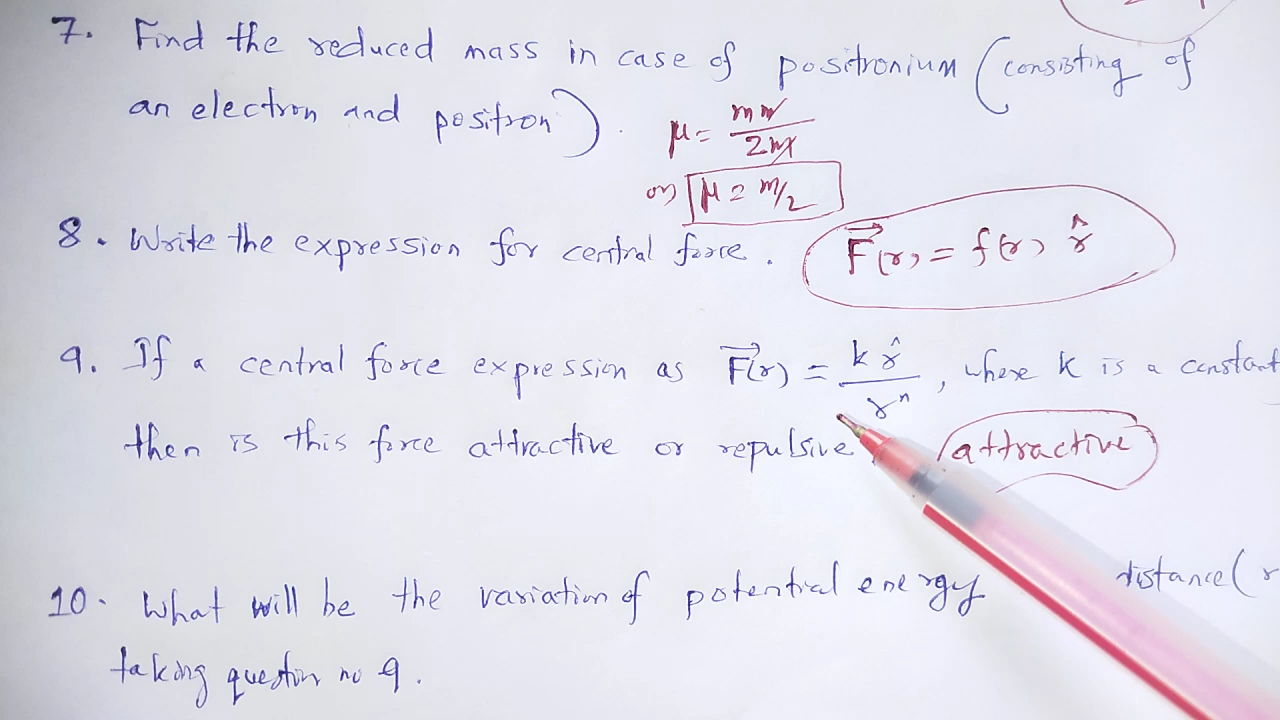 7. Find the reduced mass in case of positronium (consisting of
an electron and positron).
μ = m m / 2m
or μ = m/2
8. Write the expression for central force. F⃗(r) = f(r) r̂
9. If a central force expression as F⃗(r) = k r̂ / rⁿ, where k is a constant
then is this force attractive or repulsive attractive
10. What will be the variation of potential energy distance (r
taking question no 9.